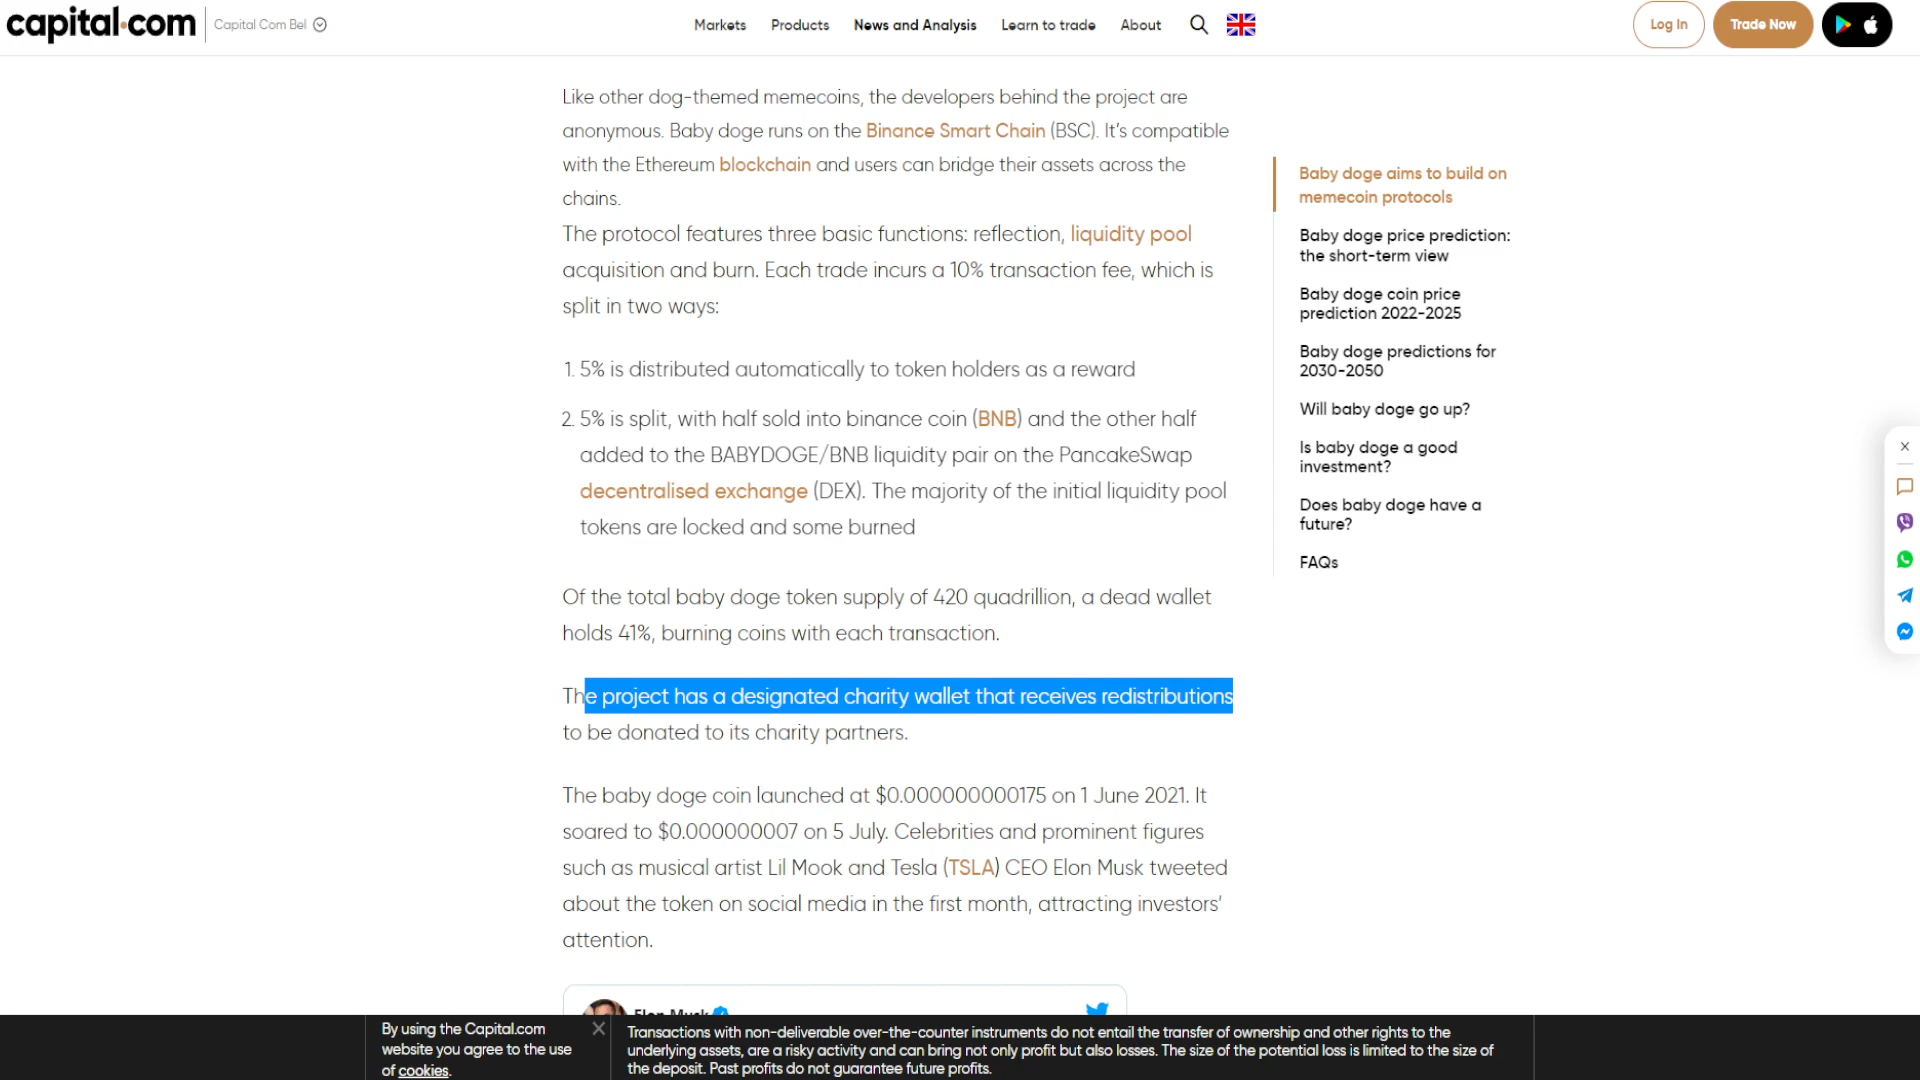 capital.com
Capital Com Bel
Markets
Products
News and Analysis
Learn to trade
About
Log In
Trade Now
Like other dog-themed memecoins, the developers behind the project are
anonymous. Baby doge runs on the Binance Smart Chain (BSC). It's compatible
with the Ethereum blockchain and users can bridge their assets across the
chains.
The protocol features three basic functions: reflection, liquidity pool
acquisition and burn. Each trade incurs a 10% transaction fee, which is
split in two ways:
1. 5% is distributed automatically to token holders as a reward
2. 5% is split, with half sold into binance coin (BNB) and the other half
added to the BABYDOGE/BNB liquidity pair on the PancakeSwap
decentralised exchange (DEX). The majority of the initial liquidity pool
tokens are locked and some burned
Of the total baby doge token supply of 420 quadrillion, a dead wallet
holds 41%, burning coins with each transaction.
The project has a designated charity wallet that receives redistributions
to be donated to its charity partners.
The baby doge coin launched at $0.000000000175 on 1 June 2021. It
soared to $0.000000007 on 5 July. Celebrities and prominent figures
such as musical artist Lil Mook and Tesla (TSLA) CEO Elon Musk tweeted
about the token on social media in the first month, attracting investors'
attention.
Elon Musk
Baby doge aims to build on
memecoin protocols
Baby doge price prediction:
the short-term view
Baby doge coin price
prediction 2022-2025
Baby doge predictions for
2030-2050
Will baby doge go up?
Is baby doge a good
investment?
Does baby doge have a
future?
FAQs
By using the Capital.com
website you agree to the use
of cookies.
Transactions with non-deliverable over-the-counter instruments do not entail the transfer of ownership and other rights to the
underlying assets, are a risky activity and can bring not only profit but also losses. The size of the potential loss is limited to the size of
the deposit. Past profits do not guarantee future profits.